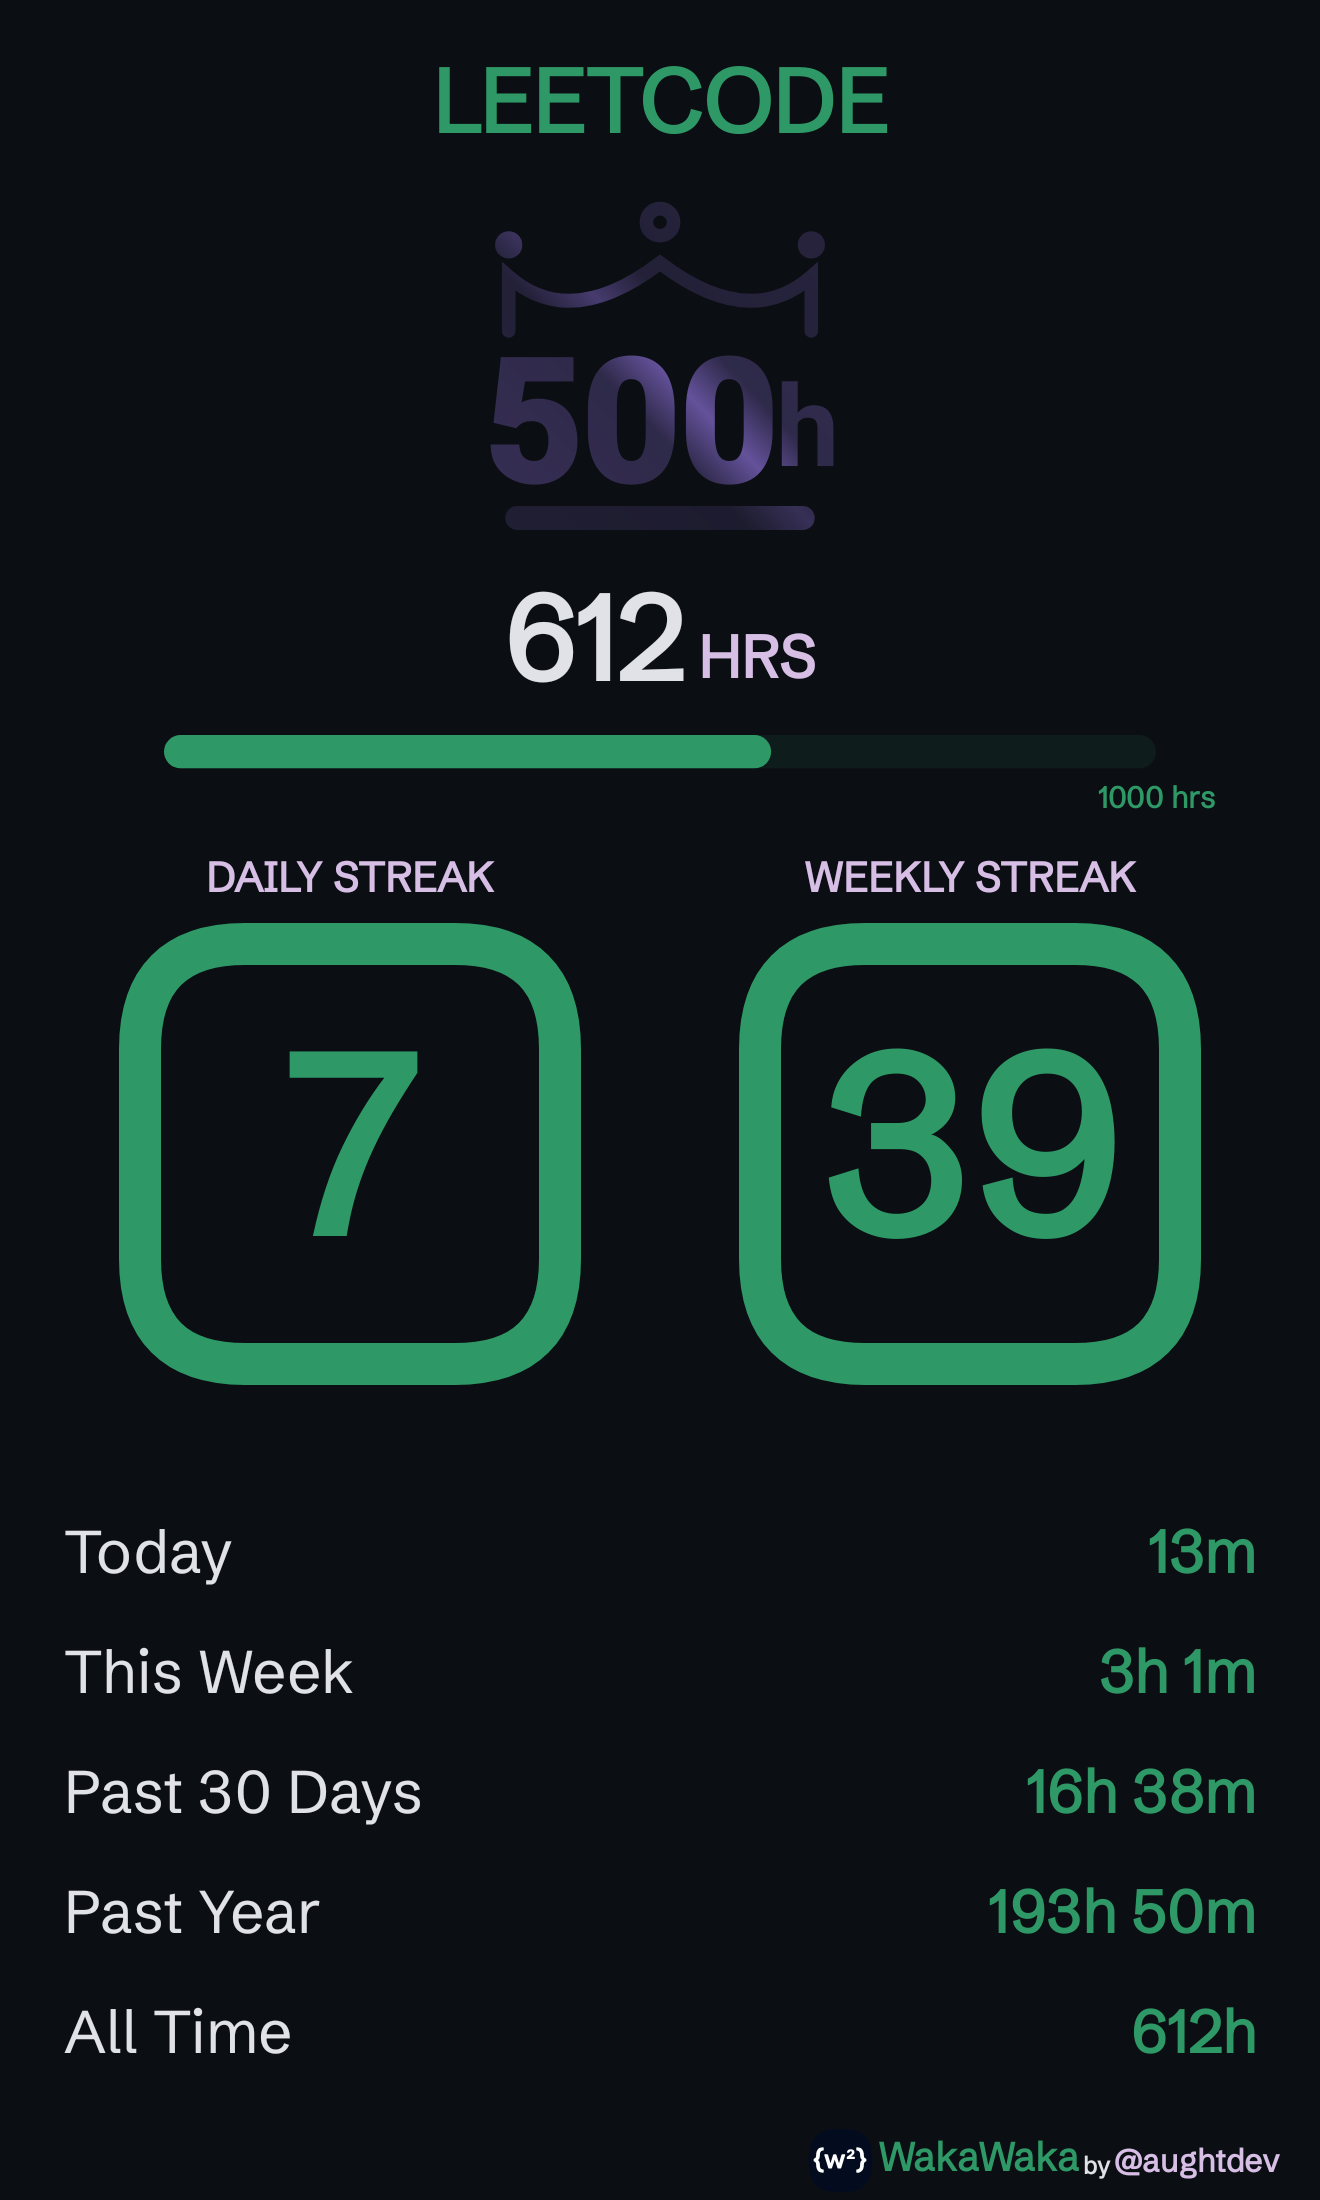 LEETCODE
500h
612 HRS
1000 hrs
DAILY STREAK
WEEKLY STREAK
7
39
Today 13m
This Week 3h 1m
Past 30 Days 16h 38m
Past Year 193h 50m
All Time 612h
{w²} WakaWaka by @aughtdev